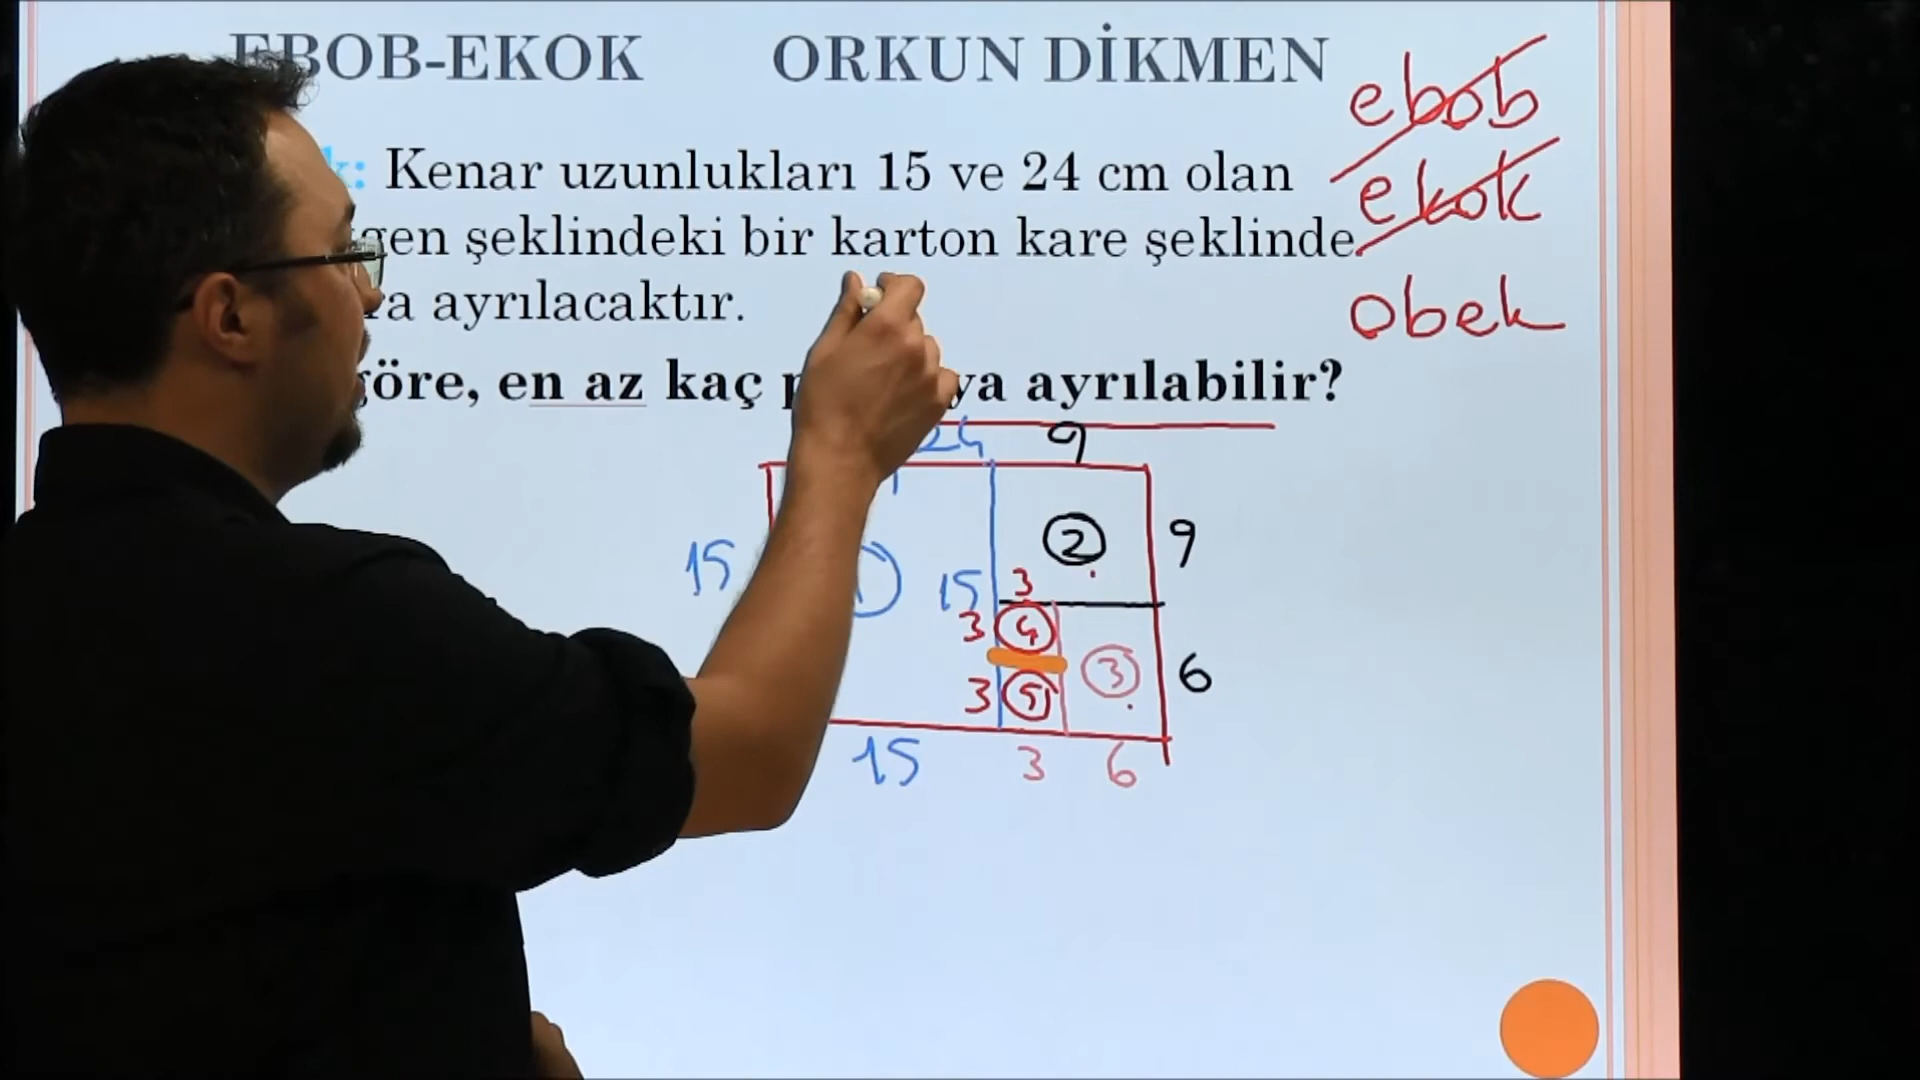 EBOB-EKOK ORKUN DİKMEN
Kenar uzunlukları 15 ve 24 cm olan
şeklindeki bir karton kare şeklinde
ayrılacaktır.
göre, en az kaç ayrılabilir?
ebob
ekok
obek
24 9
15
2 9
15 3
3 4
3 6
3 5
15 3 6